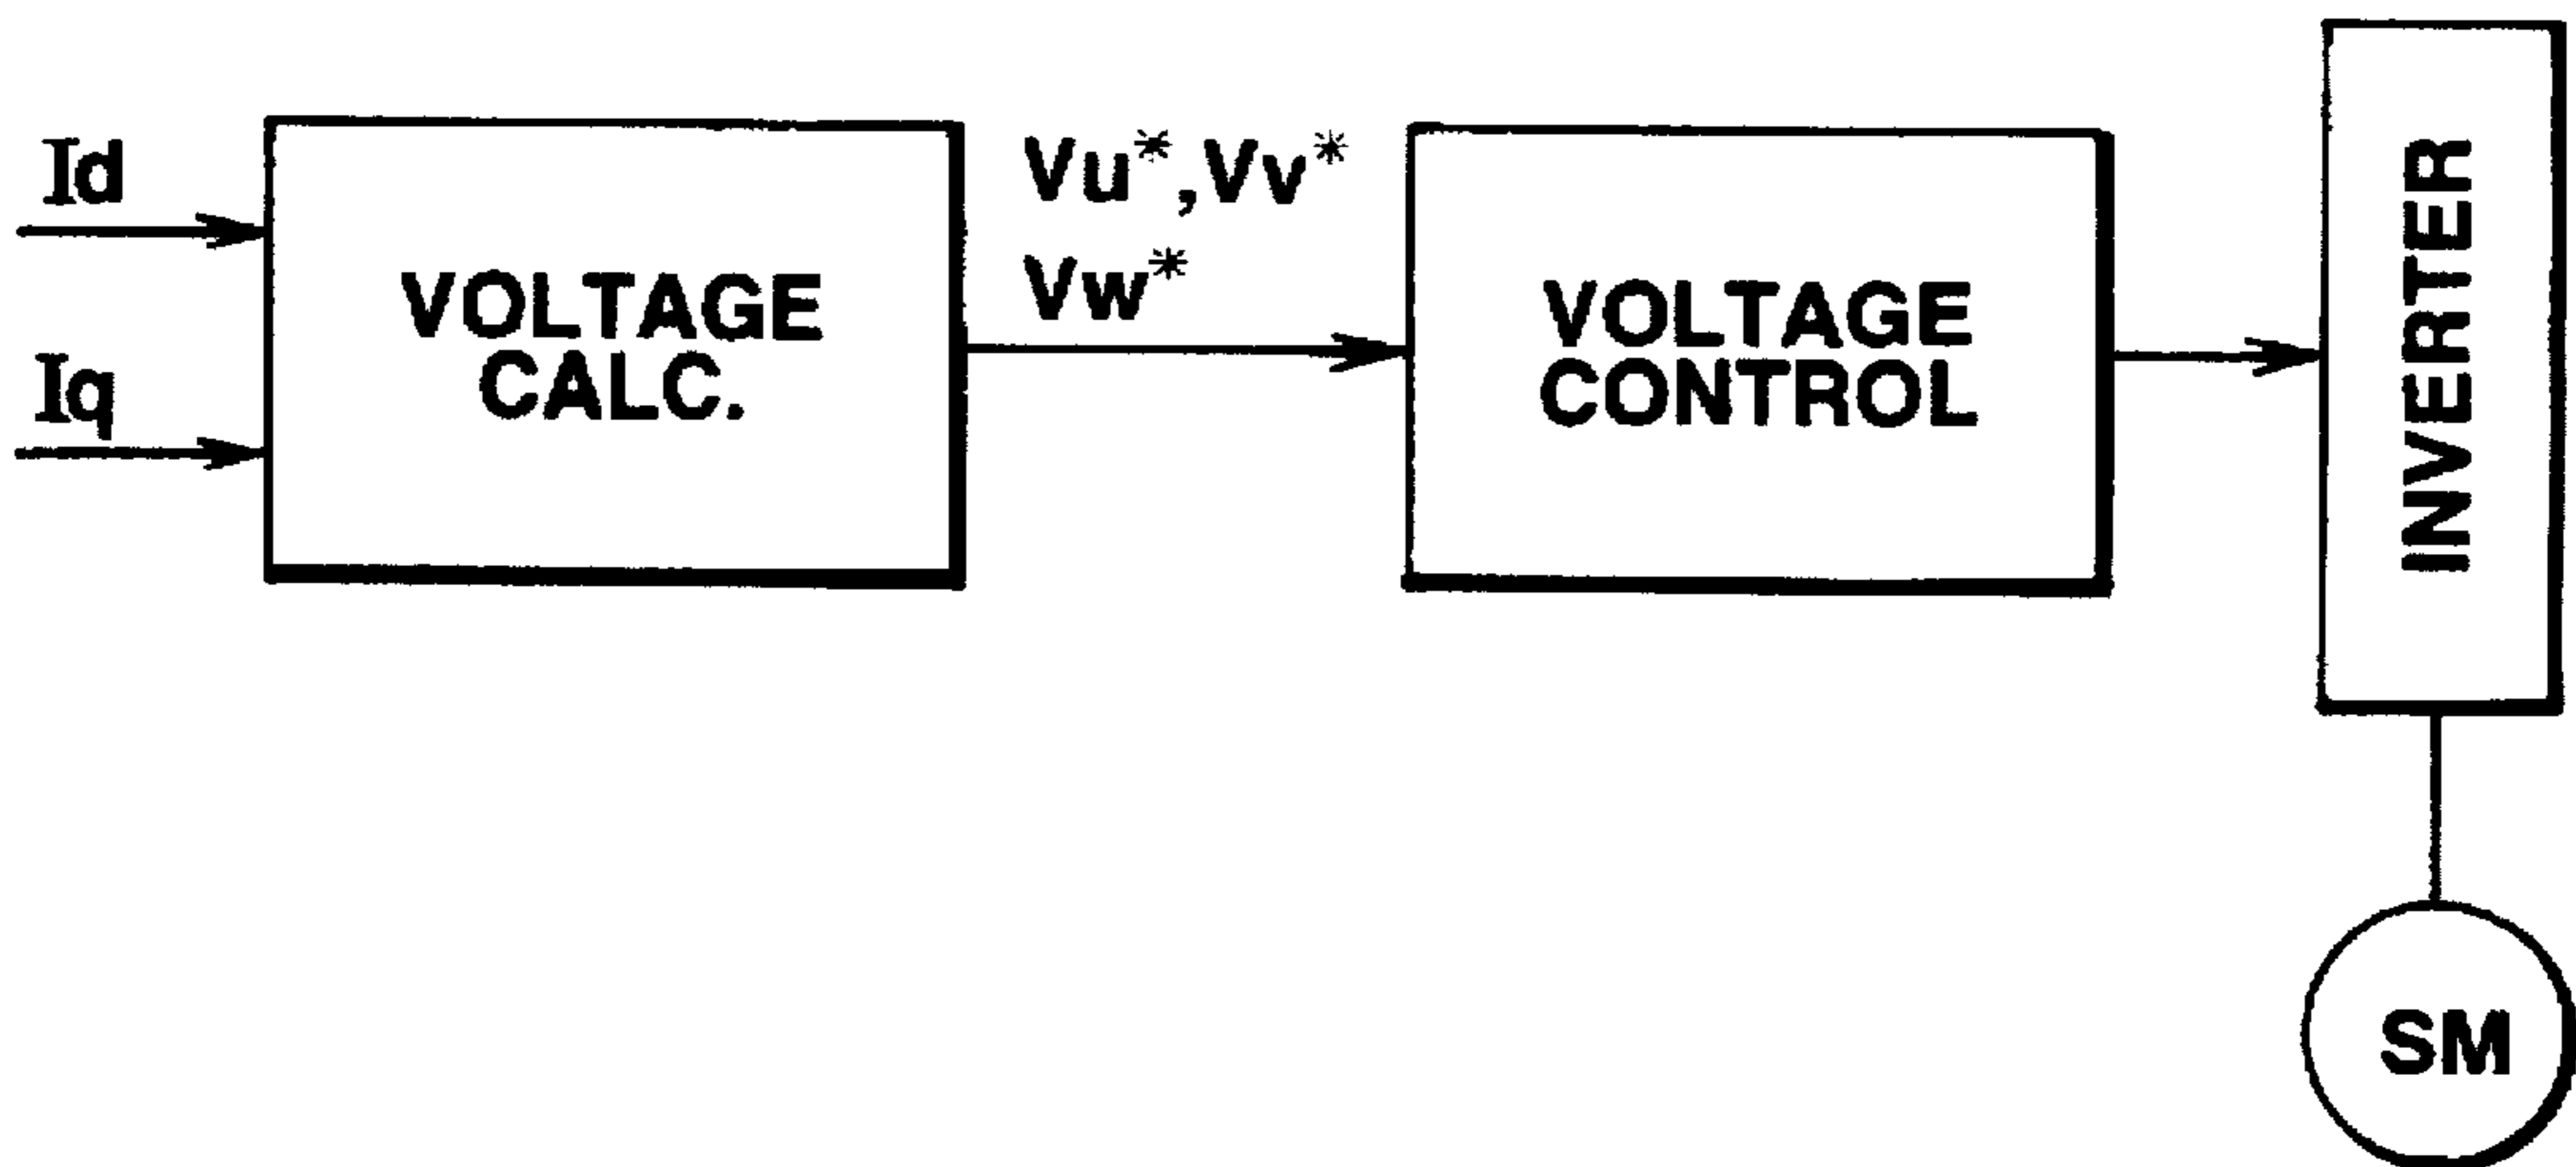 Id
Iq
VOLTAGE
CALC.
Vu*,Vv*
Vw*
VOLTAGE
CONTROL
INVERTER
SM